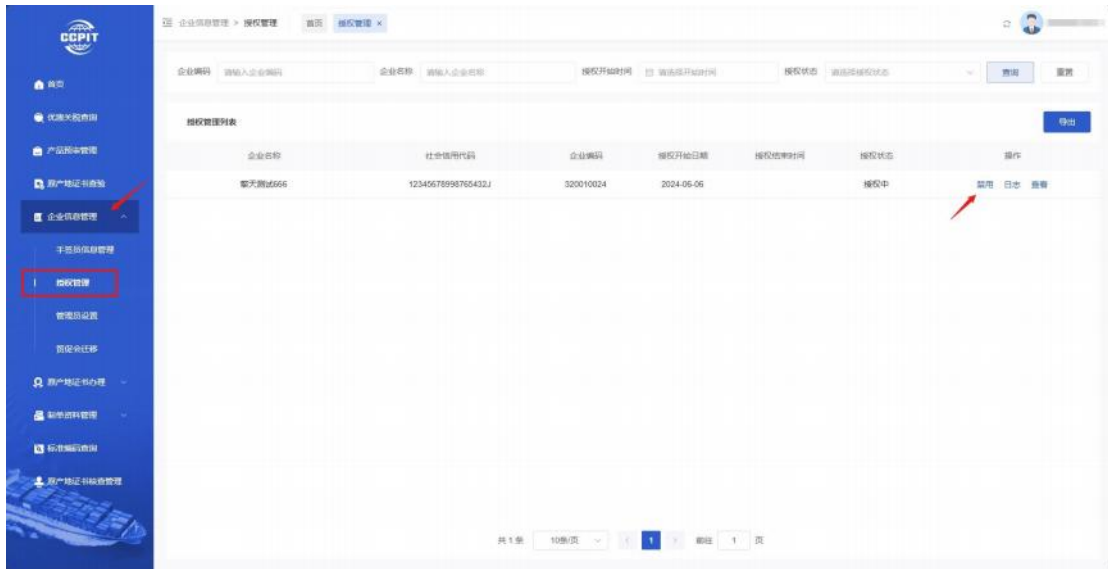 CCPIT
企业信息管理 > 授权管理
首页
授权管理 ×
首页
优惠关税查询
产品预审管理
原产地证书查验
企业信息管理
手签员信息管理
授权管理
管理员设置
贸促会迁移
原产地证书办理
制单资料管理
标准编码查询
原产地证书核查管理
企业编码 请输入企业编码 企业名称 请输入企业名称 授权开始时间 请选择开始时间 授权状态 请选择授权状态 查询 重置
授权管理列表 导出
企业名称 社会信用代码 企业编码 授权开始日期 授权结束时间 授权状态 操作
擎天测试666 12345678998765432J 320010024 2024-06-06 授权中 禁用 日志 查看
共 1 条 10条/页 1 前往 1 页